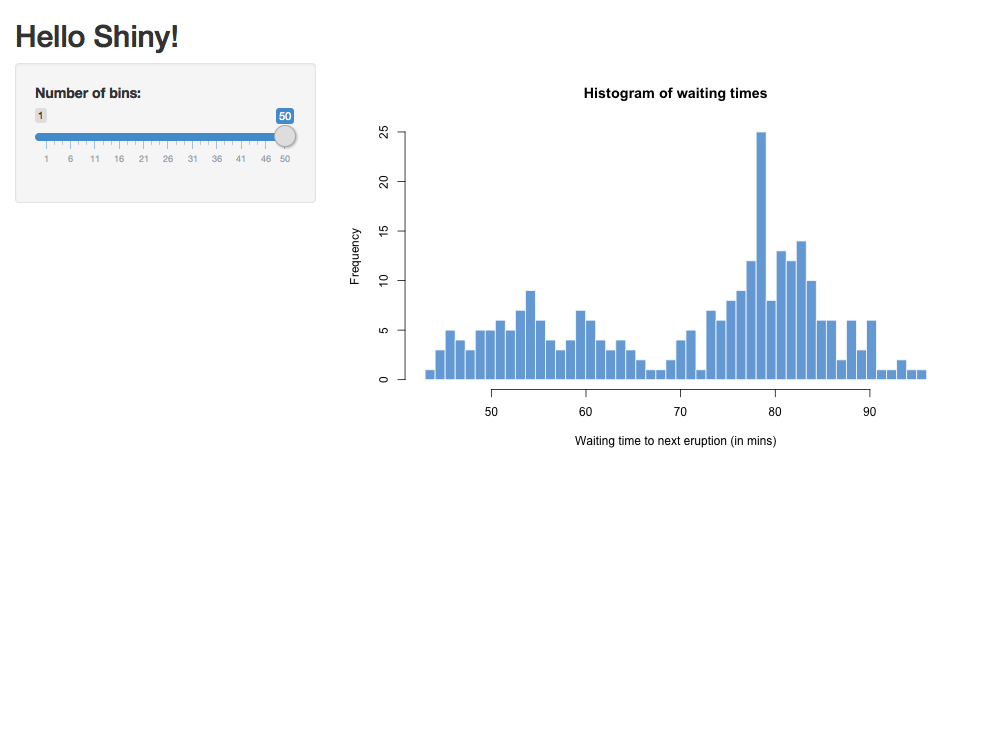 Hello Shiny!
Number of bins:
1 50
1 6 11 16 21 26 31 36 41 46 50
Histogram of waiting times
Frequency
25
20
15
10
5
0
50 60 70 80 90
Waiting time to next eruption (in mins)